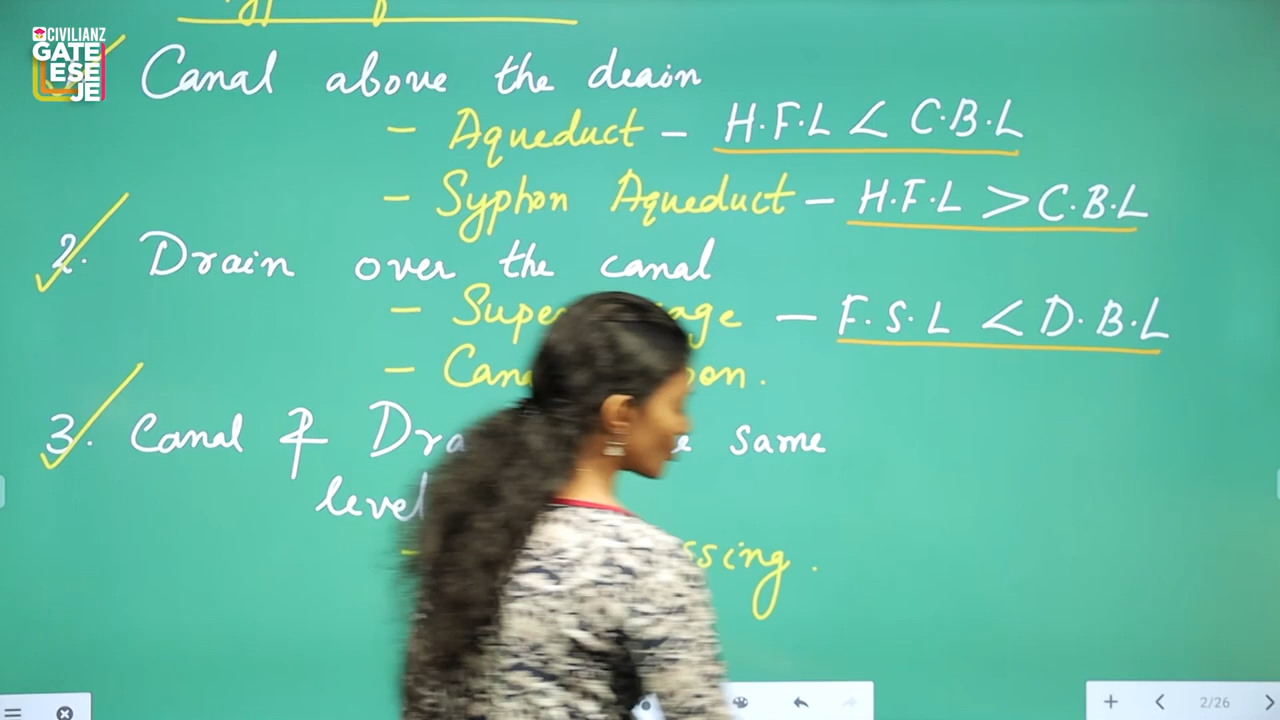 CIVILIANZ
GATE
ESE
JE
Canal above the drain
- Aqueduct - H.F.L < C.B.L
- Syphon Aqueduct - H.F.L > C.B.L
2. Drain over the canal
- F.S.L < D.B.L
3. Canal & same
level
2/26